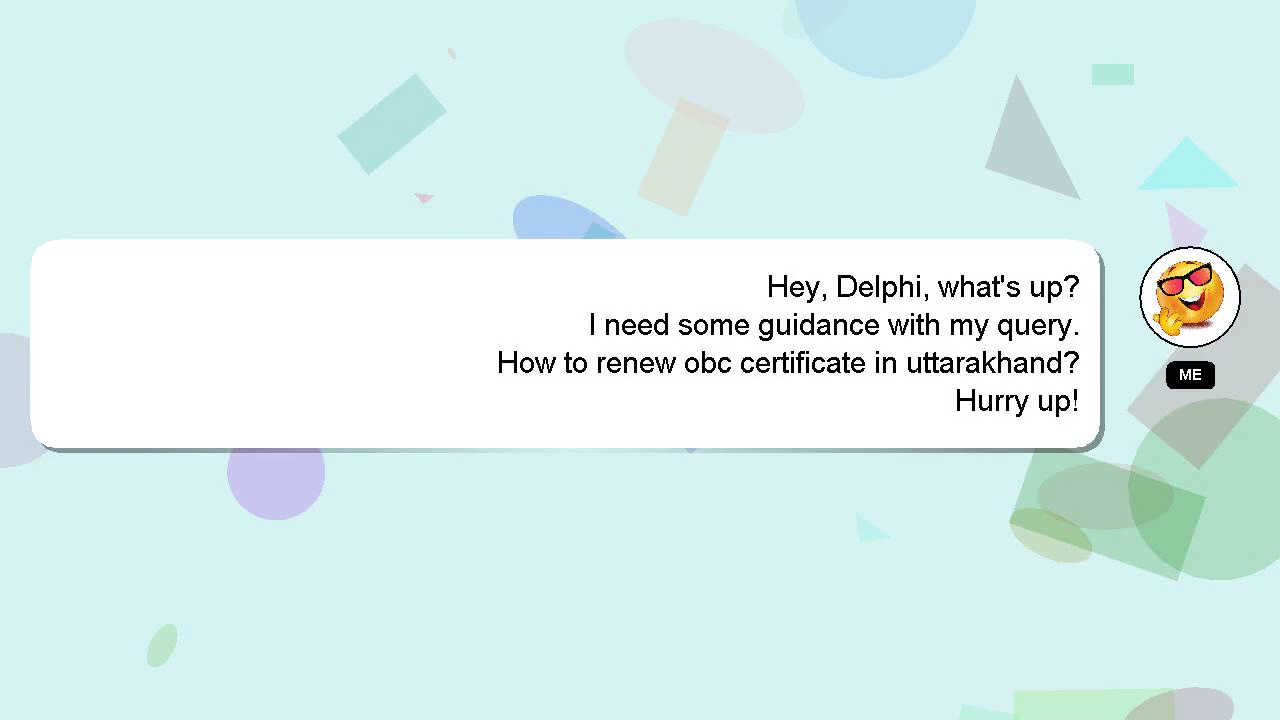 Hey, Delphi, what's up?
I need some guidance with my query.
How to renew obc certificate in uttarakhand?
Hurry up!
ME